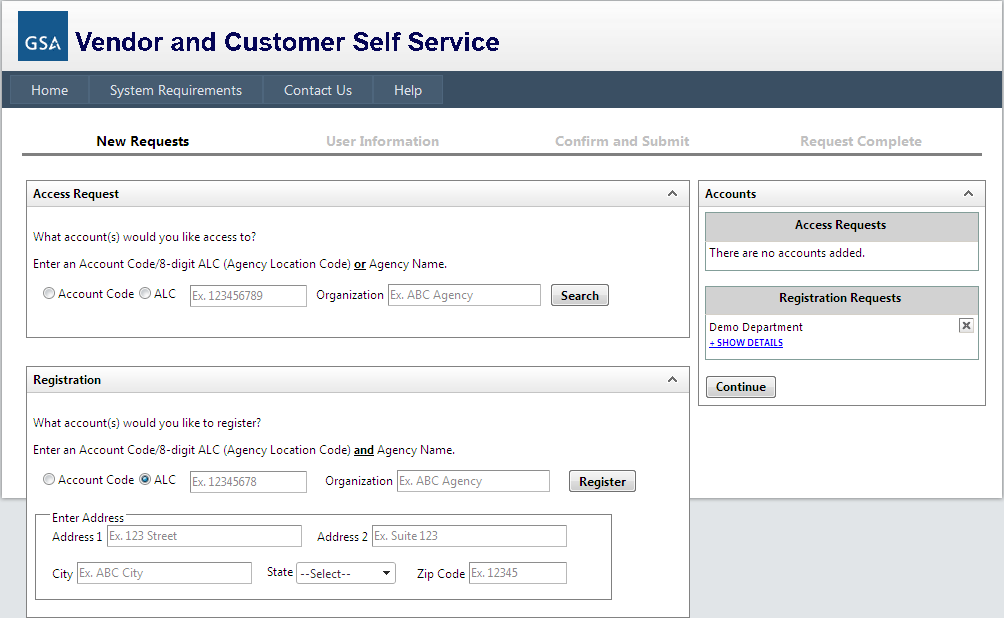 GSA
Vendor and Customer Self Service
Home
System Requirements
Contact Us
Help
New Requests
User Information
Confirm and Submit
Request Complete
Access Request
What account(s) would you like access to?
Enter an Account Code/8-digit ALC (Agency Location Code) or Agency Name.
Account Code ALC Ex. 123456789 Organization Ex. ABC Agency Search
Registration
What account(s) would you like to register?
Enter an Account Code/8-digit ALC (Agency Location Code) and Agency Name.
Account Code ALC Ex. 12345678 Organization Ex. ABC Agency Register
Enter Address
Address 1 Ex. 123 Street Address 2 Ex. Suite 123
City Ex. ABC City State --Select-- Zip Code Ex. 12345
Accounts
Access Requests
There are no accounts added.
Registration Requests
Demo Department
+ SHOW DETAILS
Continue